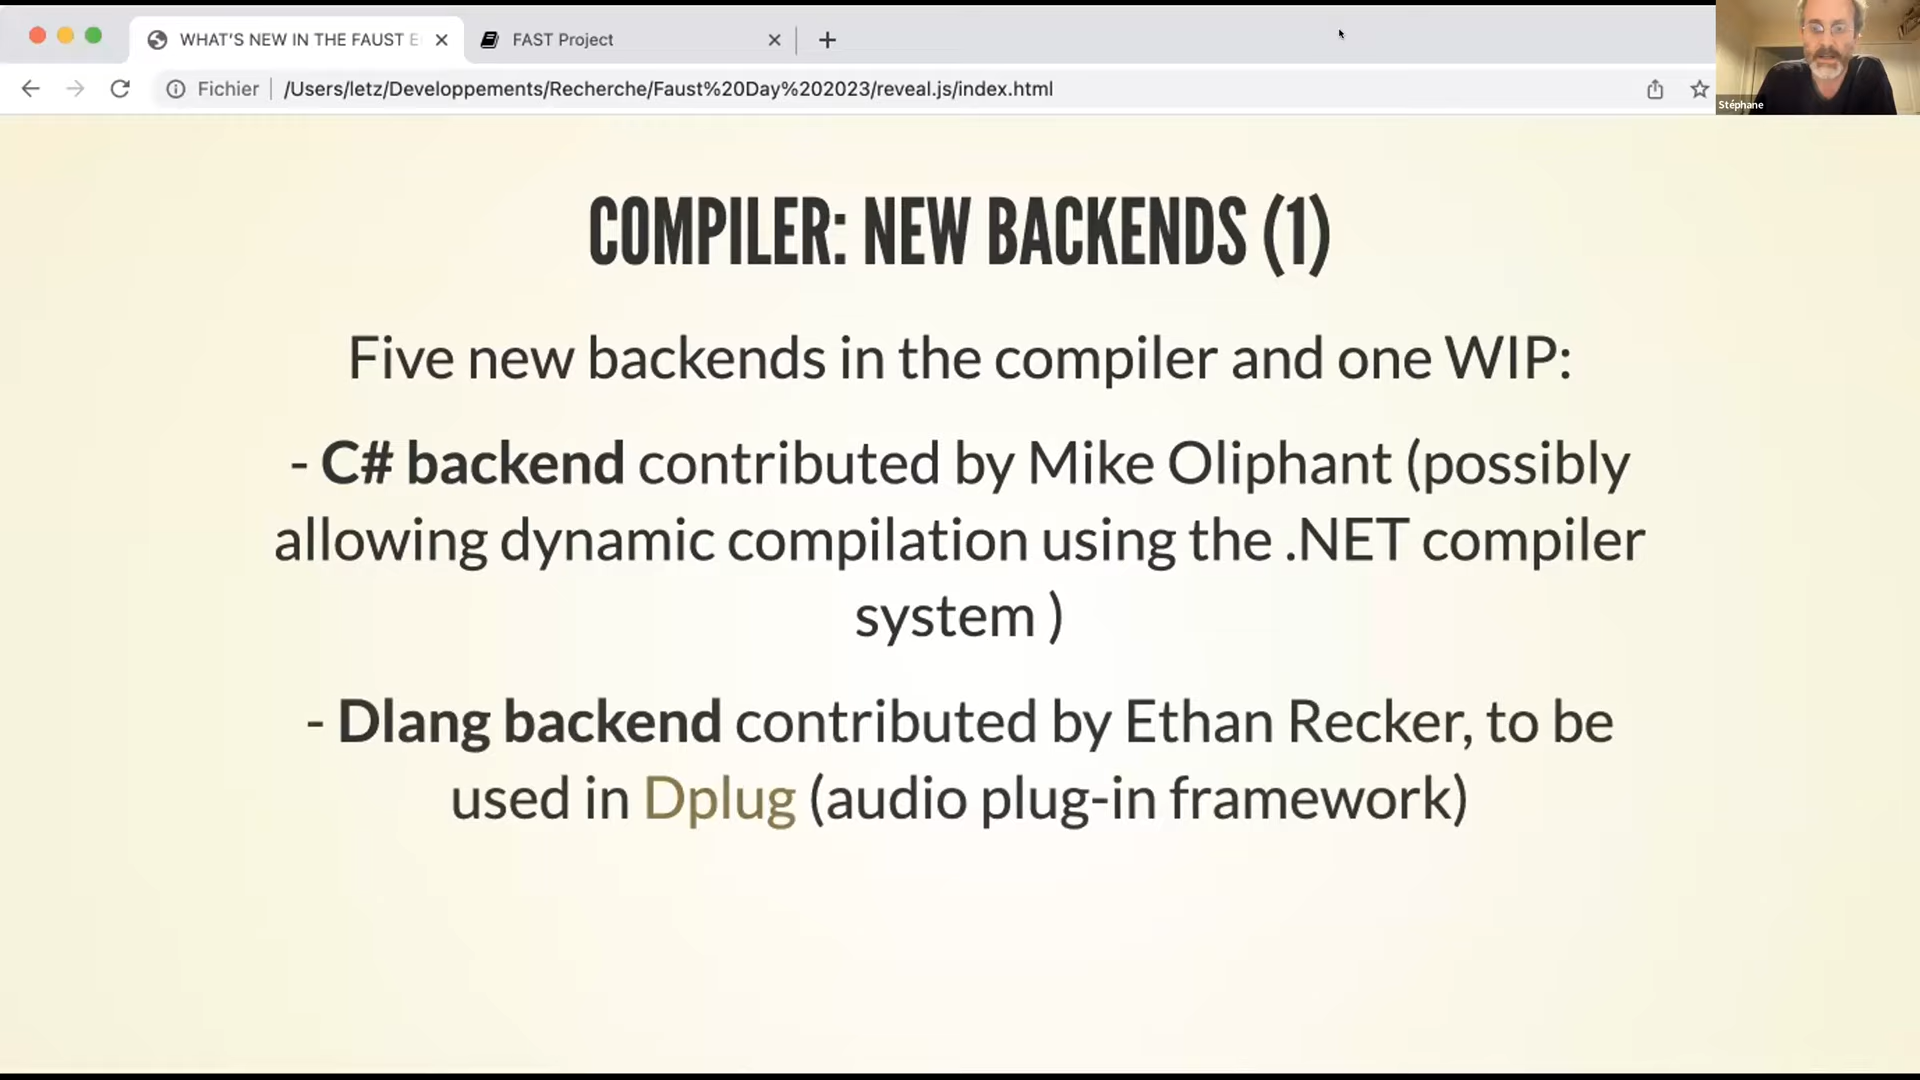 WHAT'S NEW IN THE FAUST E
FAST Project
Fichier
/Users/letz/Developpements/Recherche/Faust%20Day%202023/reveal.js/index.html
Stéphane
COMPILER: NEW BACKENDS (1)
Five new backends in the compiler and one WIP:
- C# backend contributed by Mike Oliphant (possibly
allowing dynamic compilation using the .NET compiler
system )
- Dlang backend contributed by Ethan Recker, to be
used in Dplug (audio plug-in framework)